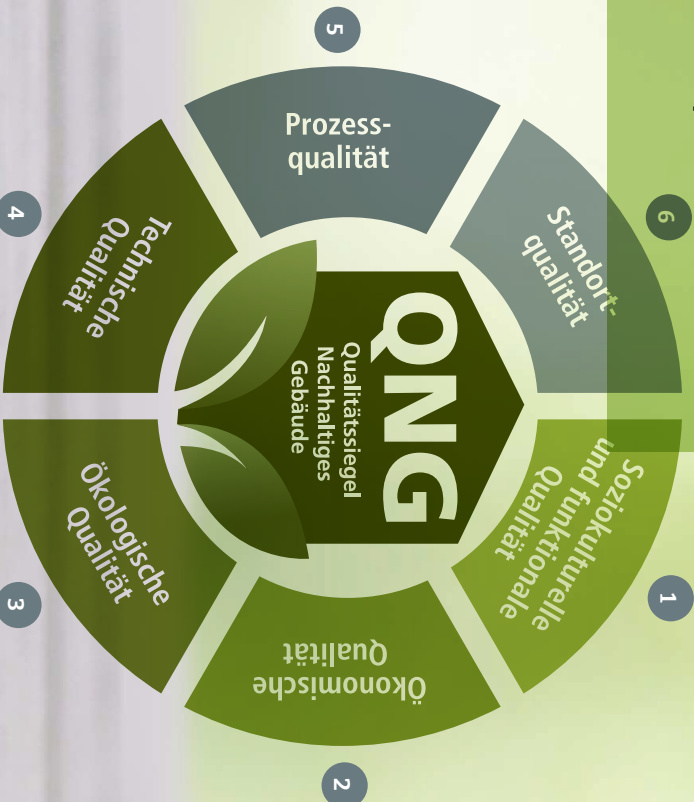 QNG
Qualitätssiegel
Nachhaltiges
Gebäude
1
Soziokulturelle
und funktionale
Qualität
2
Ökonomische
Qualität
3
Ökologische
Qualität
4
Technische
Qualität
5
Prozess-
qualität
6
Standort-
qualität